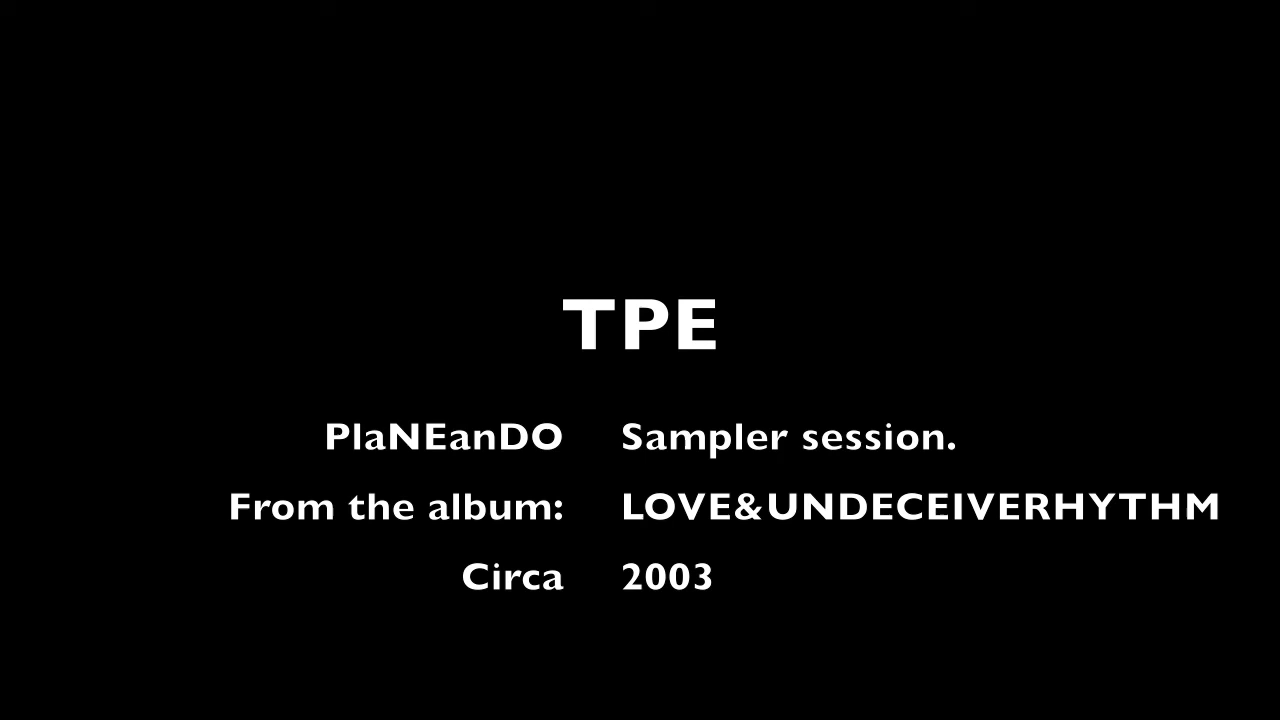 TPE
PlaNEanDO Sampler session.
From the album: LOVE&UNDECEIVERHYTHM
Circa 2003